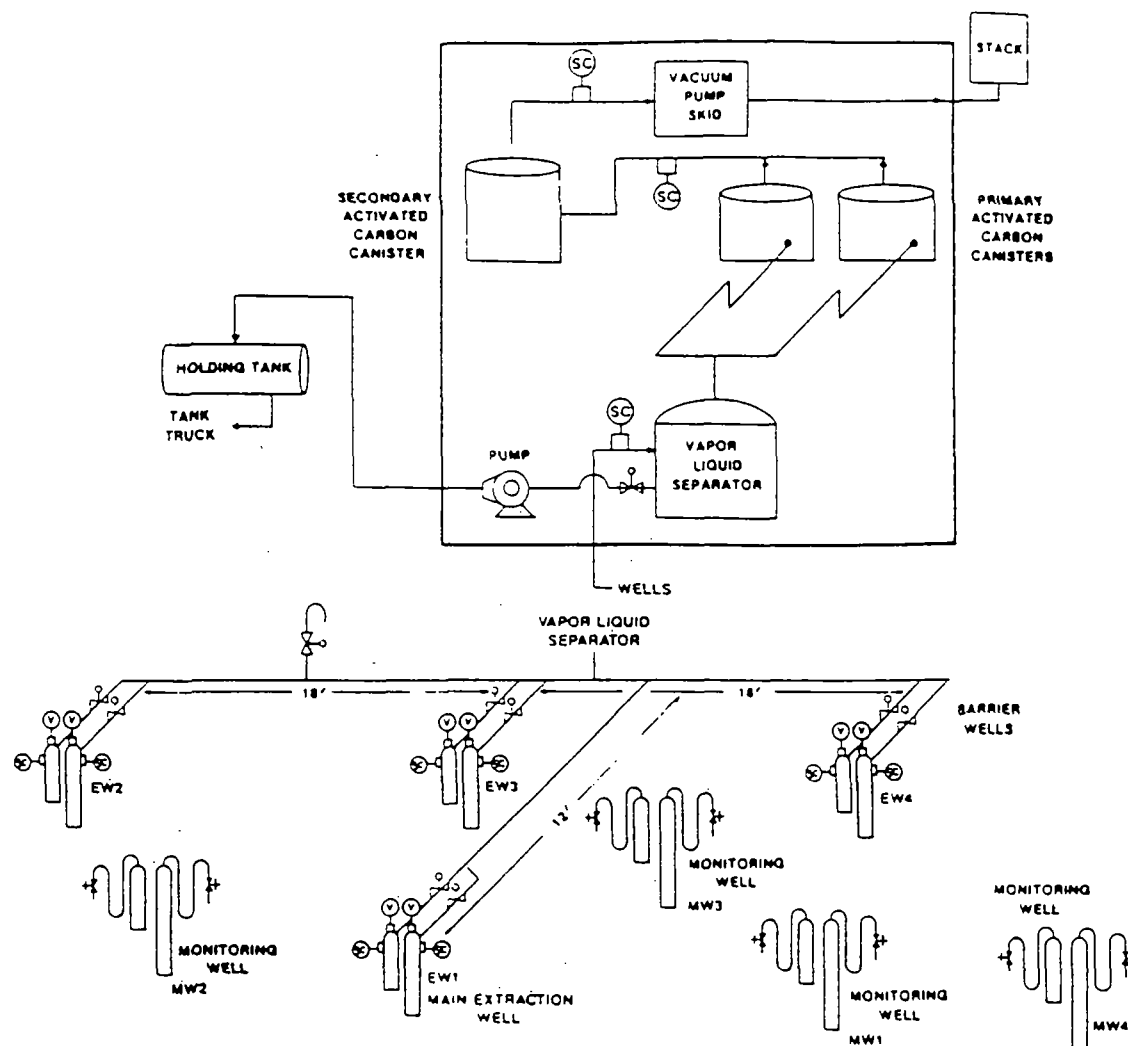 STACK
SC
VACUUM
PUMP
SKID
SECONDARY
ACTIVATED
CARBON
CANISTER
SC
PRIMARY
ACTIVATED
CARBON
CANISTERS
HOLDING TANK
TANK
TRUCK
SC
PUMP
VAPOR
LIQUID
SEPARATOR
WELLS
VAPOR LIQUID
SEPARATOR
18'
18'
BARRIER
WELLS
V V
EW2
V V
EW3
V V
EW4
12'
MONITORING
WELL
MW3
MONITORING
WELL
MW2
V V
EW1
MAIN EXTRACTION
WELL
MONITORING
WELL
MW1
MONITORING
WELL
MW4